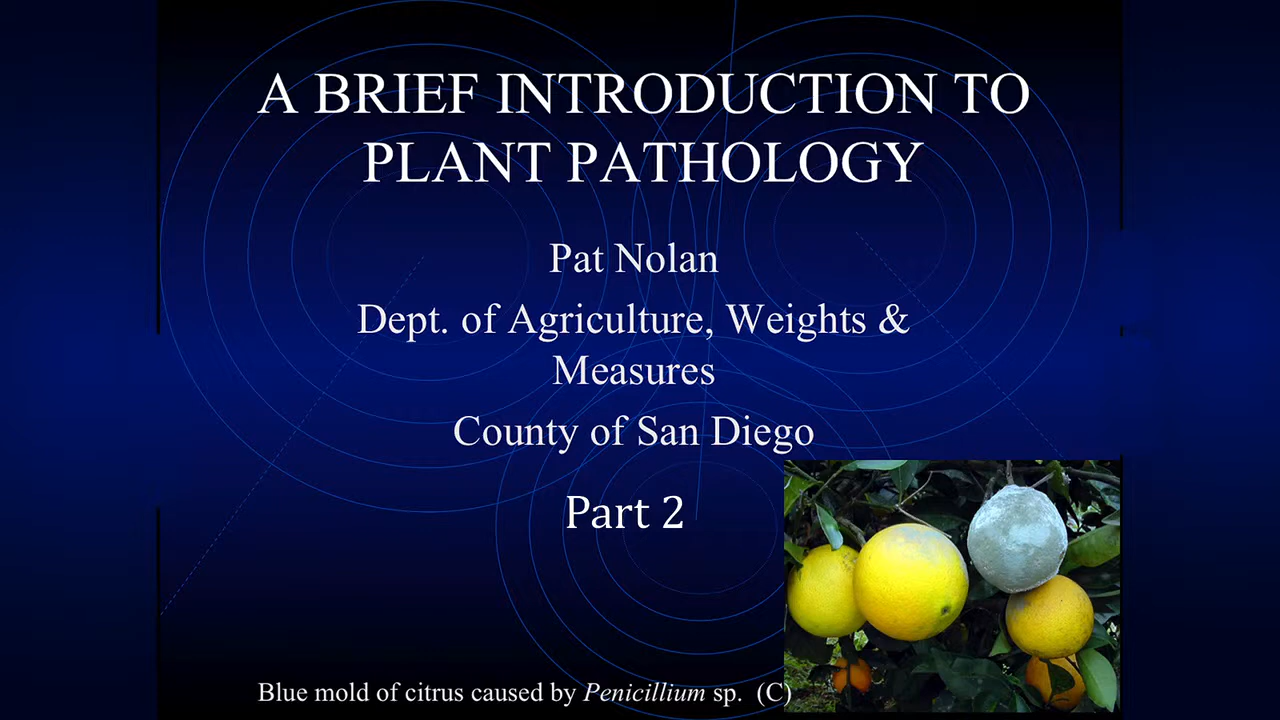 A BRIEF INTRODUCTION TO
PLANT PATHOLOGY
Pat Nolan
Dept. of Agriculture, Weights &
Measures
County of San Diego
Part 2
Blue mold of citrus caused by Penicillium sp. (C)